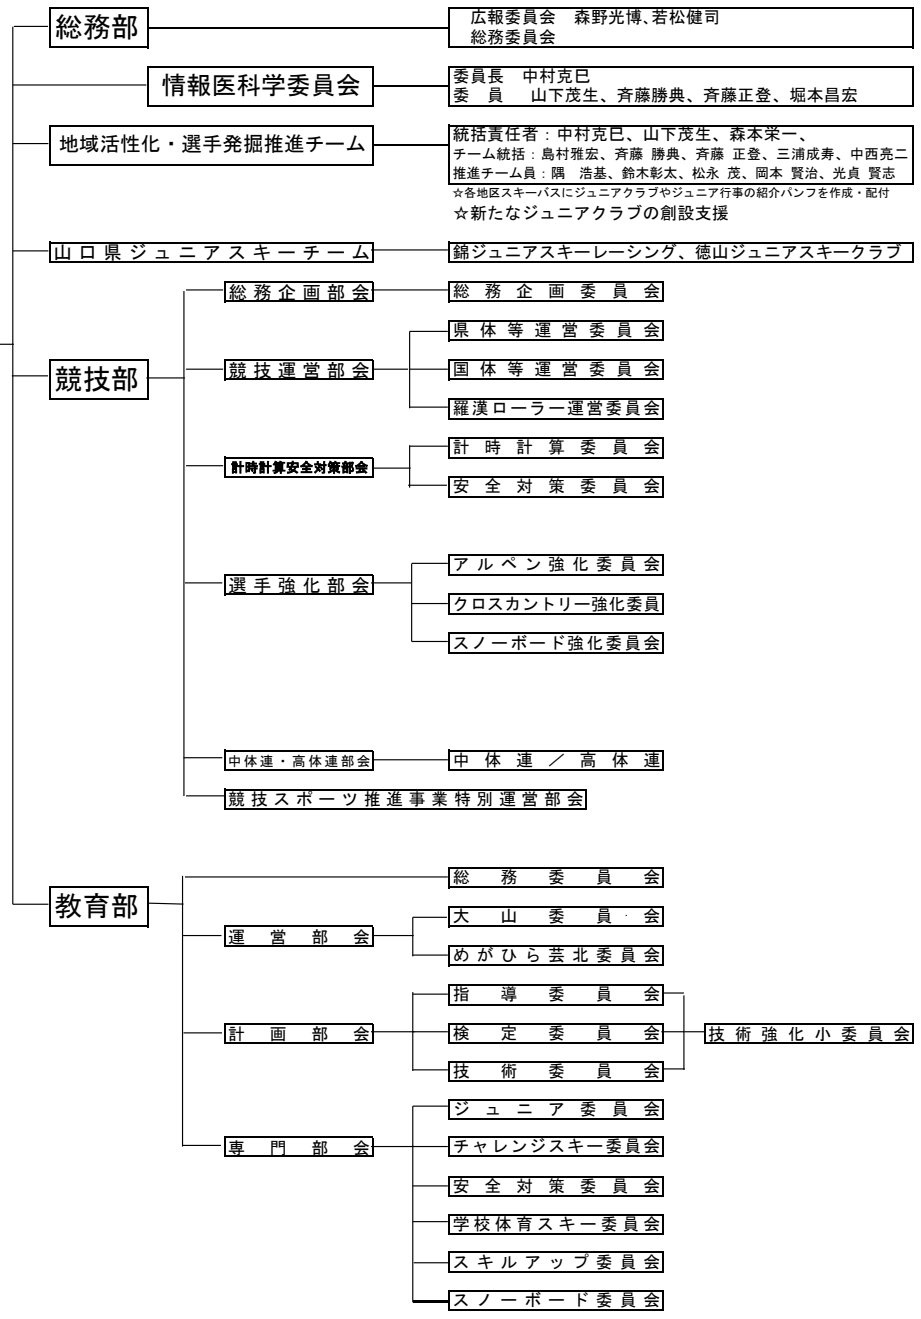 総務部
広報委員会　森野光博、若松健司
総務委員会
情報医科学委員会
委員長　中村克巳
委　員　山下茂生、斉藤勝典、斉藤正登、堀本昌宏
地域活性化・選手発掘推進チーム
統括責任者：中村克巳、山下茂生、森本栄一、
チーム統括：島村雅宏、斉藤 勝典、斉藤 正登、三浦成寿、中西亮二
推進チーム員：隅　浩基、鈴木彰太、松永 茂、岡本 賢治、光貞 賢志
☆各地区スキーバスにジュニアクラブやジュニア行事の紹介パンフを作成・配付
☆新たなジュニアクラブの創設支援
山口県ジュニアスキーチーム
錦ジュニアスキーレーシング、徳山ジュニアスキークラブ
総務企画部会
総務企画委員会
競技部
競技運営部会
県体等運営委員会
国体等運営委員会
羅漢ローラー運営委員会
計時計算安全対策部会
計時計算委員会
安全対策委員会
選手強化部会
アルペン強化委員会
クロスカントリー強化委員
スノーボード強化委員会
中体連・高体連部会
中体連／高体連
競技スポーツ推進事業特別運営部会
教育部
総務委員会
運営部会
大山委員会
めがひら芸北委員会
計画部会
指導委員会
検定委員会
技術委員会
技術強化小委員会
専門部会
ジュニア委員会
チャレンジスキー委員会
安全対策委員会
学校体育スキー委員会
スキルアップ委員会
スノーボード委員会